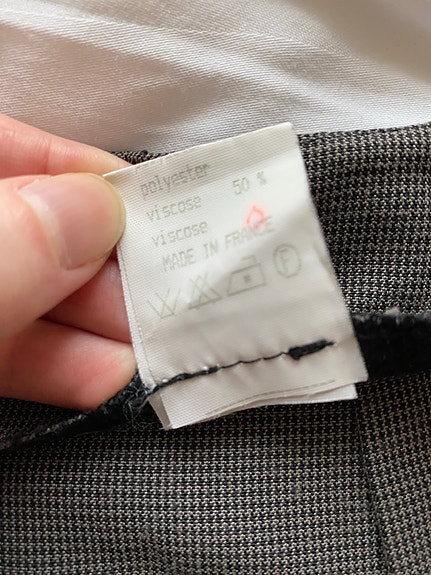 polyester
viscose 50 %
viscose
MADE IN FRANCE
F